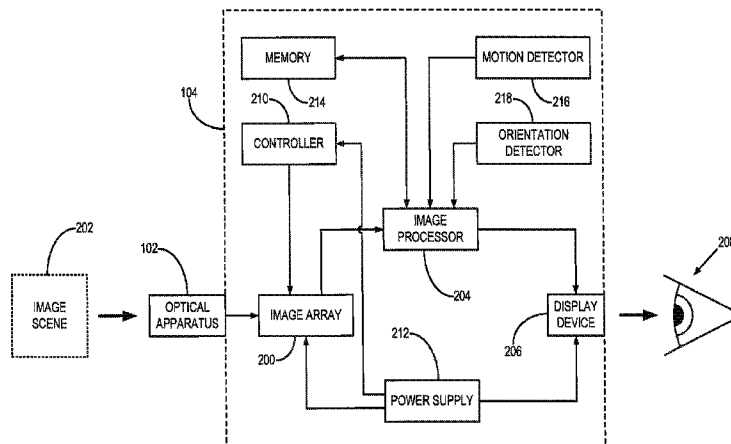 MEMORY
214
MOTION DETECTOR
216
104
210
CONTROLLER
218
ORIENTATION
DETECTOR
IMAGE
PROCESSOR
204
202
IMAGE
SCENE
102
OPTICAL
APPARATUS
IMAGE ARRAY
200
212
POWER SUPPLY
206
DISPLAY
DEVICE